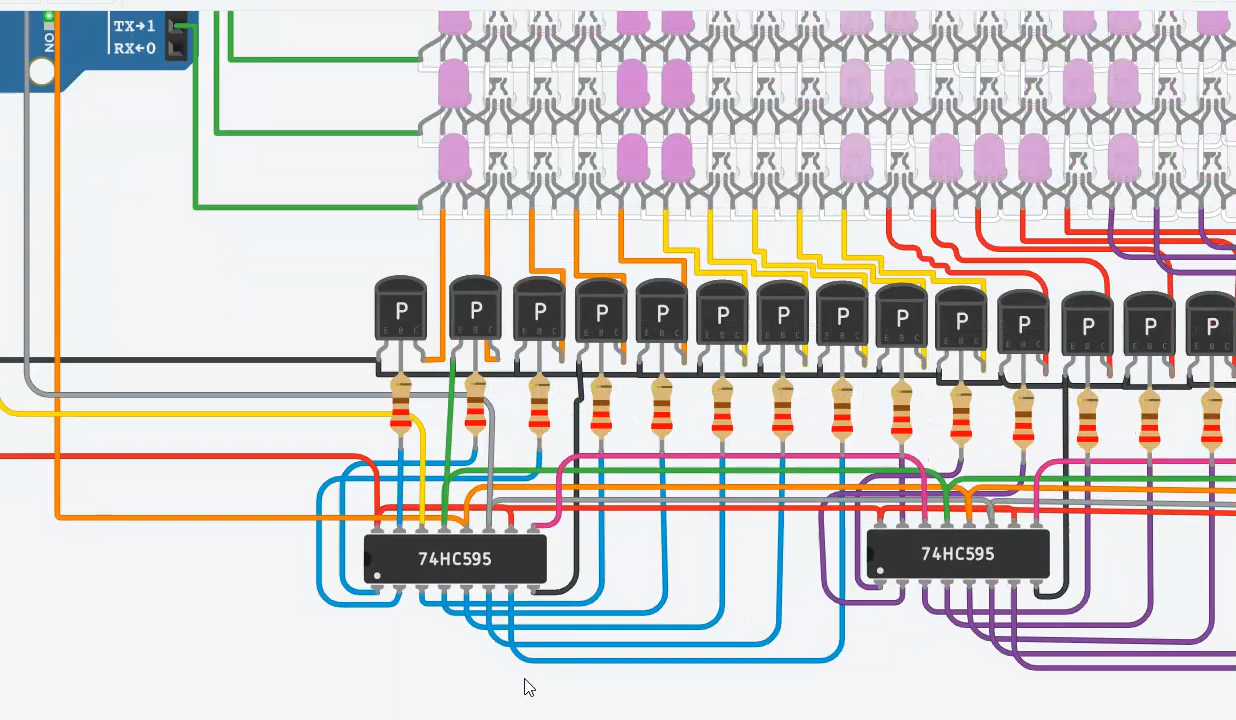 TX→1
RX←0
ON
P P P P P P P P P P P P P P
E B C E B C E B C E B C E B C E B C E B C E B C E B C E B C E B C E B C E B C E B C
74HC595 74HC595